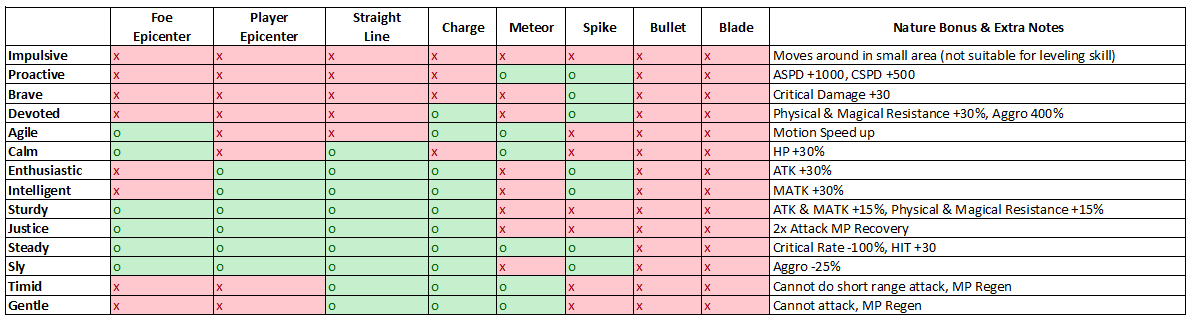 Foe Epicenter Player Epicenter Straight Line Charge Meteor Spike Bullet Blade Nature Bonus & Extra Notes
Impulsive x x x x x x x x Moves around in small area (not suitable for leveling skill)
Proactive x x x x o o x x ASPD +1000, CSPD +500
Brave x x x x x o x x Critical Damage +30
Devoted x x x o x o x x Physical & Magical Resistance +30%, Aggro 400%
Agile o x x o o x x x Motion Speed up
Calm o x o x o x x x HP +30%
Enthusiastic x o o o x o x x ATK +30%
Intelligent x o o o x o x x MATK +30%
Sturdy o o o o x x x x ATK & MATK +15%, Physical & Magical Resistance +15%
Justice o o o o x x x x 2x Attack MP Recovery
Steady o o o o o o x x Critical Rate -100%, HIT +30
Sly o o o o x o x x Aggro -25%
Timid x x o o o x x x Cannot do short range attack, MP Regen
Gentle x x o o o x x x Cannot attack, MP Regen